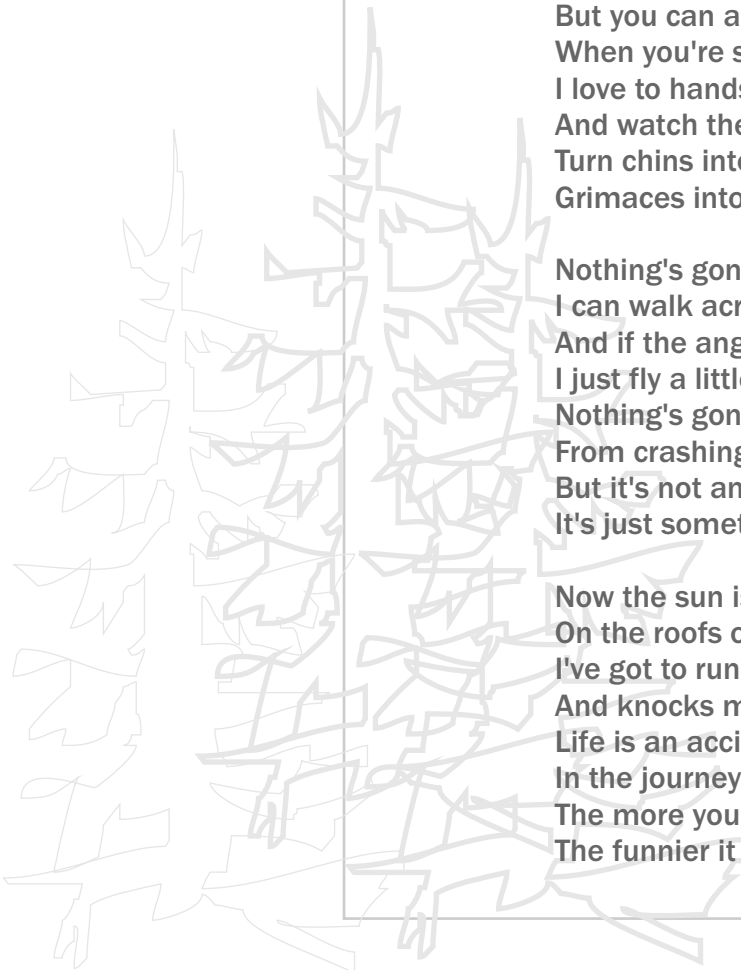 But you can a
When you're s
I love to hands
And watch the
Turn chins into
Grimaces into
Nothing's gon
I can walk acr
And if the ang
I just fly a little
Nothing's gon
From crashing
But it's not an
It's just somet
Now the sun is
On the roofs o
I've got to run
And knocks m
Life is an acci
In the journey
The more you
The funnier it